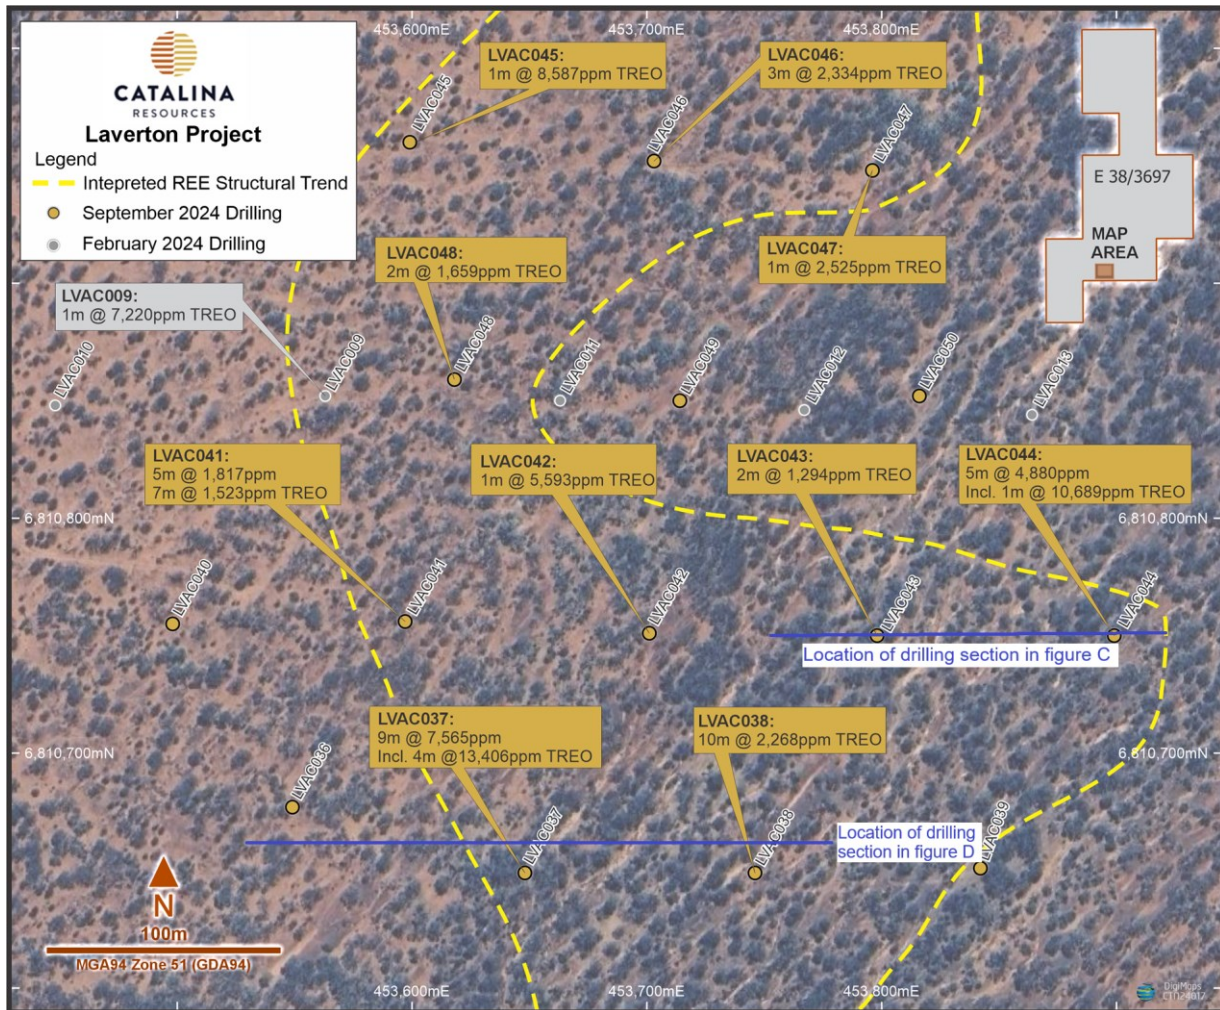 453,600mE
453,700mE
453,800mE
CATALINA
RESOURCES
Laverton Project
Legend
Intepreted REE Structural Trend
September 2024 Drilling
February 2024 Drilling
LVAC045:
1m @ 8,587ppm TREO
LVAC046:
3m @ 2,334ppm TREO
LVAC045
LVAC046
LVAC047
E 38/3697
MAP
AREA
LVAC048:
2m @ 1,659ppm TREO
LVAC047:
1m @ 2,525ppm TREO
LVAC009:
1m @ 7,220ppm TREO
LVAC010
LVAC009
LVAC048
LVAC011
LVAC049
LVAC012
LVAC050
LVAC013
LVAC041:
5m @ 1,817ppm
7m @ 1,523ppm TREO
LVAC042:
1m @ 5,593ppm TREO
LVAC043:
2m @ 1,294ppm TREO
LVAC044:
5m @ 4,880ppm
Incl. 1m @ 10,689ppm TREO
6,810,800mN
6,810,800mN
LVAC040
LVAC041
LVAC042
LVAC043
LVAC044
Location of drilling section in figure C
LVAC037:
9m @ 7,565ppm
Incl. 4m @13,406ppm TREO
LVAC038:
10m @ 2,268ppm TREO
6,810,700mN
6,810,700mN
LVAC036
LVAC037
LVAC038
LVAC039
Location of drilling
section in figure D
N
100m
MGA94 Zone 51 (GDA94)
453,600mE
453,700mE
453,800mE
DigiMaps
CTN24017